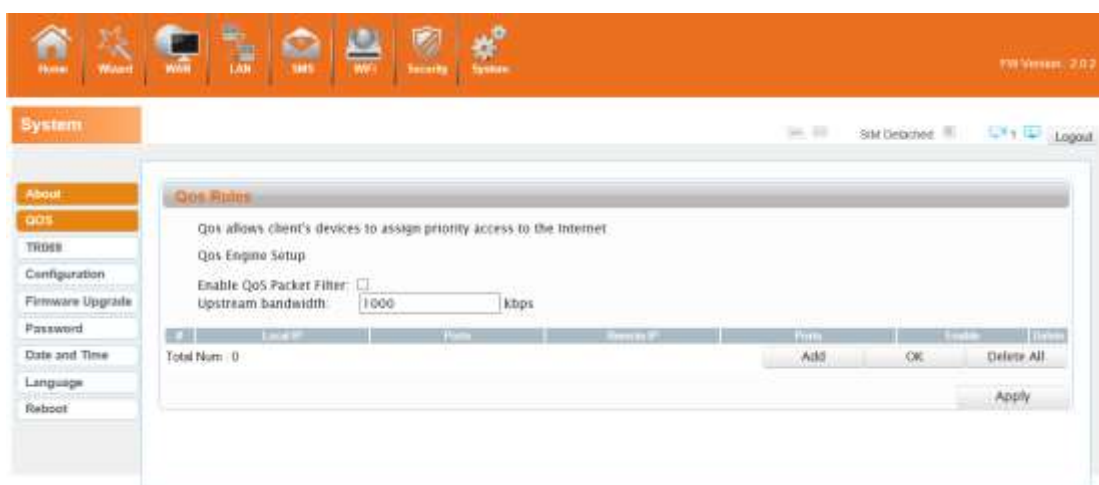 Home Wizard WAN LAN SMS WIFI Security System
FW Version: 2.0.2
System
SIM Detached
1
Logout
About
QOS
TR069
Configuration
Firmware Upgrade
Password
Date and Time
Language
Reboot
Qos Rules
Qos allows client's devices to assign priority access to the Internet
Qos Engine Setup
Enable QoS Packet Filter:
Upstream bandwidth: 1000 kbps
# Local IP Ports Remote IP Ports Enable Delete
Total Num : 0 Add OK Delete All
Apply